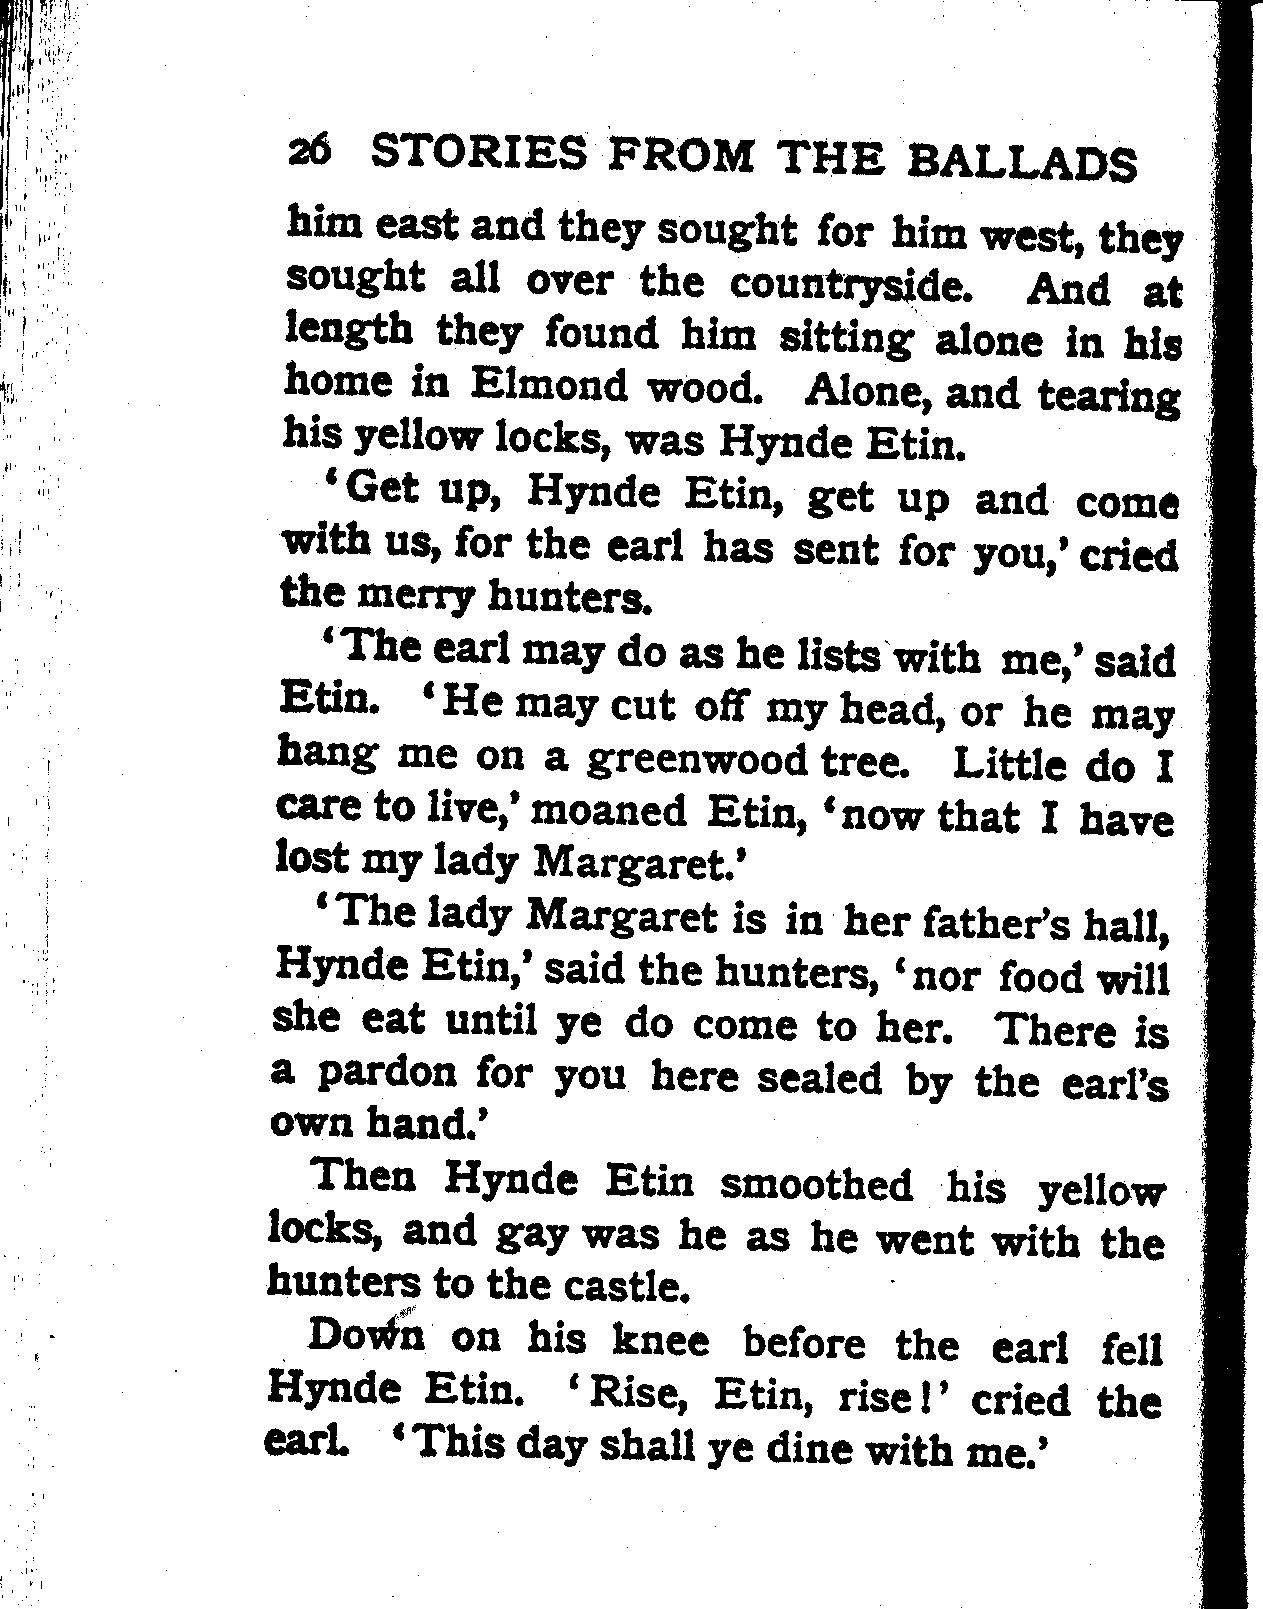 26 STORIES FROM THE BALLADS
him east and they sought for him west, they
sought all over the countryside. And at
length they found him sitting alone in his
home in Elmond wood. Alone, and tearing
his yellow locks, was Hynde Etin.
‘Get up, Hynde Etin, get up and come
with us, for the earl has sent for you,’ cried
the merry hunters.
‘The earl may do as he lists with me,’ said
Etin. ‘He may cut off my head, or he may
hang me on a greenwood tree. Little do I
care to live,’ moaned Etin, ‘now that I have
lost my lady Margaret.’
‘The lady Margaret is in her father’s hall,
Hynde Etin,’ said the hunters, ‘nor food will
she eat until ye do come to her. There is
a pardon for you here sealed by the earl’s
own hand.’
Then Hynde Etin smoothed his yellow
locks, and gay was he as he went with the
hunters to the castle.
Down on his knee before the earl fell
Hynde Etin. ‘Rise, Etin, rise!’ cried the
earl. ‘This day shall ye dine with me.’